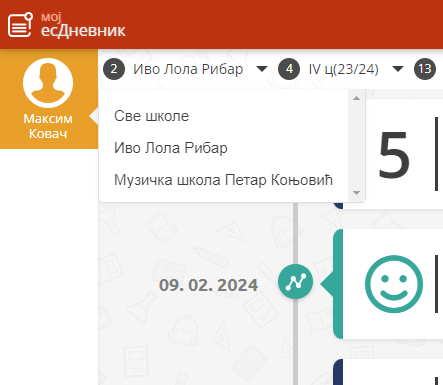 мој
есДневник
Максим
Ковач
2 Иво Лола Рибар 4 IV ц(23/24) 13
Све школе
Иво Лола Рибар
Музичка школа Петар Коњовић
5
09. 02. 2024